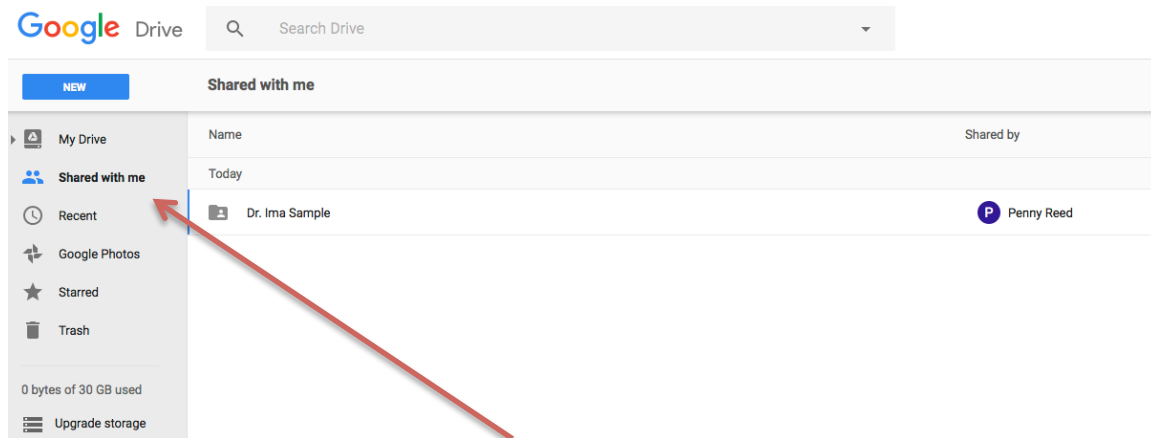 Google Drive
Search Drive
NEW
Shared with me
My Drive
Name
Shared by
Shared with me
Today
Recent
Dr. Ima Sample
P
Penny Reed
Google Photos
Starred
Trash
0 bytes of 30 GB used
Upgrade storage